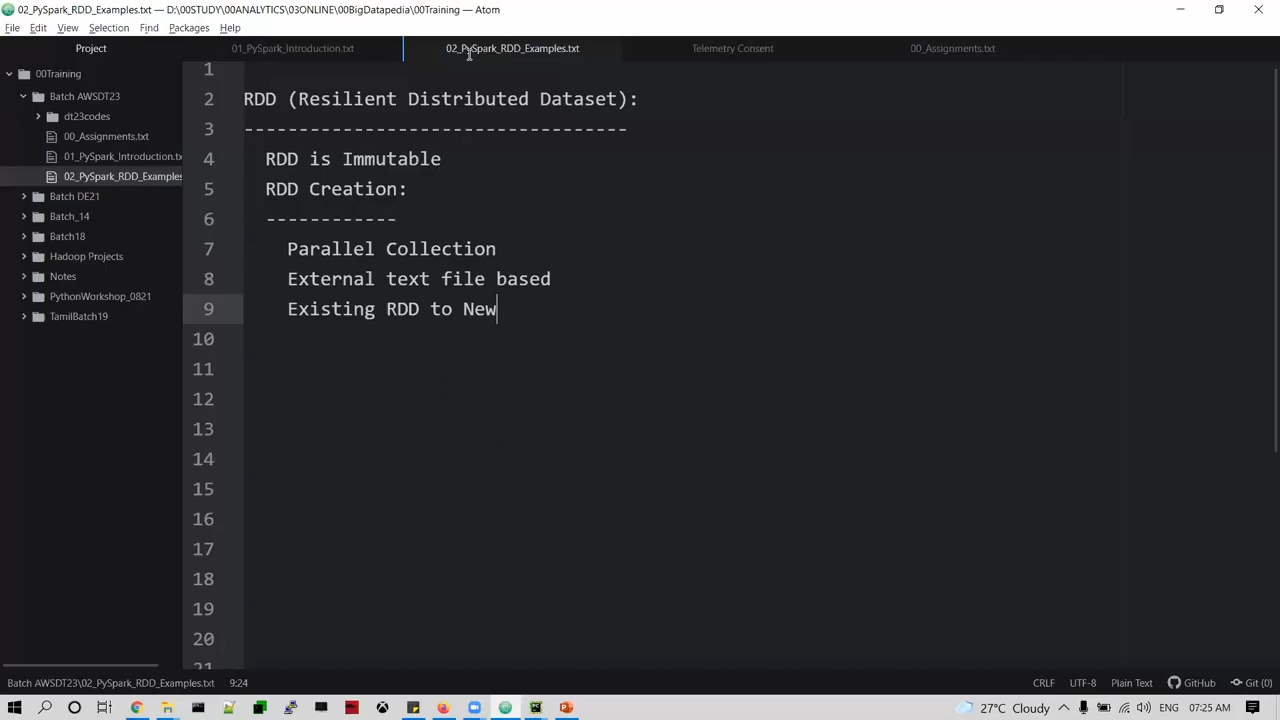 02_PySpark_RDD_Examples.txt — D:\00STUDY\00ANALYTICS\03ONLINE\00BigDatapedia\00Training — Atom
File Edit View Selection Find Packages Help
Project 01_PySpark_Introduction.txt 02_PySpark_RDD_Examples.txt Telemetry Consent 00_Assignments.txt
00Training
Batch AWSDT23
dt23codes
00_Assignments.txt
01_PySpark_Introduction.tx
02_PySpark_RDD_Examples
Batch DE21
Batch_14
Batch18
Hadoop Projects
Notes
PythonWorkshop_0821
TamilBatch19
1
2 RDD (Resilient Distributed Dataset):
3 -----------------------------------
4 RDD is Immutable
5 RDD Creation:
6 ------------
7 Parallel Collection
8 External text file based
9 Existing RDD to New
10
11
12
13
14
15
16
17
18
19
20
21
Batch AWSDT23\02_PySpark_RDD_Examples.txt 9:24 CRLF UTF-8 Plain Text GitHub Git (0)
27°C Cloudy ENG 07:25 AM